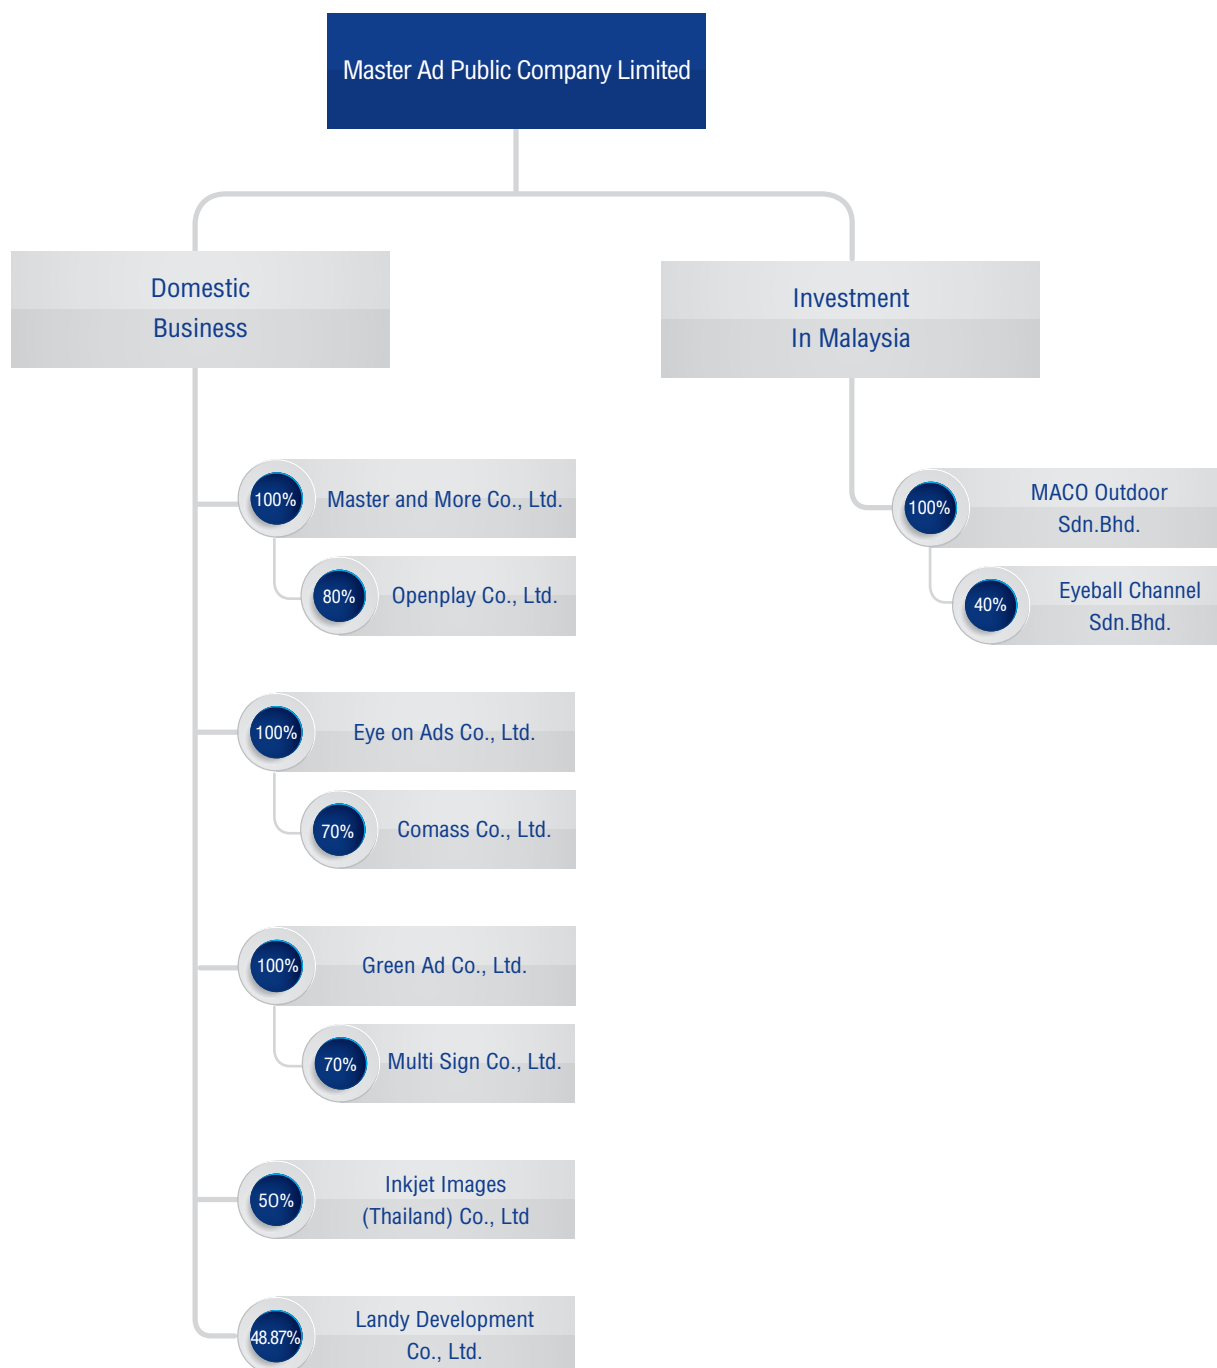 Master Ad Public Company Limited
Domestic
Business
Investment
In Malaysia
100%
Master and More Co., Ltd.
80%
Openplay Co., Ltd.
100%
Eye on Ads Co., Ltd.
70%
Comass Co., Ltd.
100%
Green Ad Co., Ltd.
70%
Multi Sign Co., Ltd.
50%
Inkjet Images
(Thailand) Co., Ltd
48.87%
Landy Development
Co., Ltd.
100%
MACO Outdoor
Sdn.Bhd.
40%
Eyeball Channel
Sdn.Bhd.